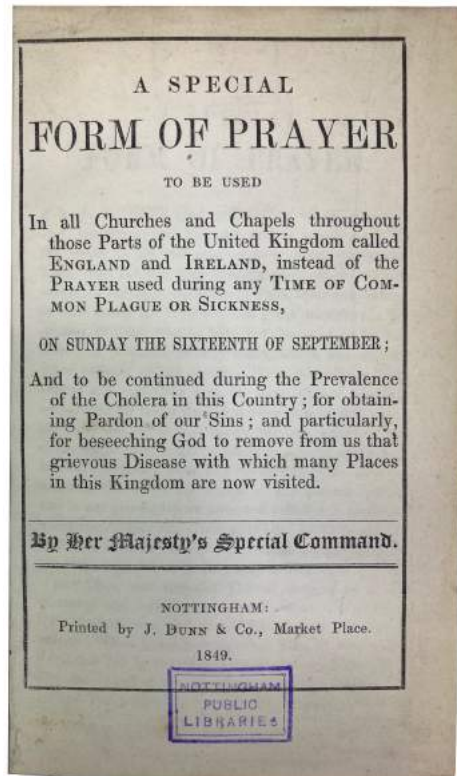 A SPECIAL
FORM OF PRAYER
TO BE USED
In all Churches and Chapels throughout
those Parts of the United Kingdom called
ENGLAND and IRELAND, instead of the
PRAYER used during any TIME OF COM-
MON PLAGUE OR SICKNESS,
ON SUNDAY THE SIXTEENTH OF SEPTEMBER;
And to be continued during the Prevalence
of the Cholera in this Country; for obtain-
ing Pardon of our Sins; and particularly,
for beseeching God to remove from us that
grievous Disease with which many Places
in this Kingdom are now visited.
By Her Majesty's Special Command.
NOTTINGHAM:
Printed by J. DUNN & Co., Market Place.
1849.
NOTTINGHAM
PUBLIC
LIBRARIES